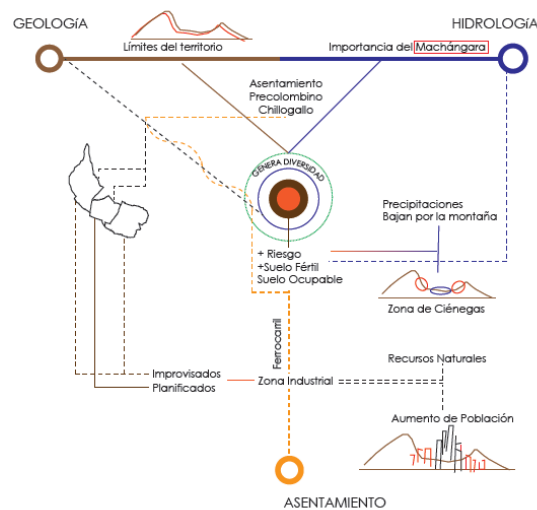 GEOLOGÍA
HIDROLOGÍA
Límites del territorio
Importancia del Machángara
Asentamiento
Precolombino
Chillogallo
GENERA DIVERSIDAD
Precipitaciones
Bajan por la montaña
+ Riesgo
+Suelo Fértil
Suelo Ocupable
Zona de Ciénegas
Ferrocarril
Recursos Naturales
Improvisados
Planificados
Zona Industrial
Aumento de Población
ASENTAMIENTO